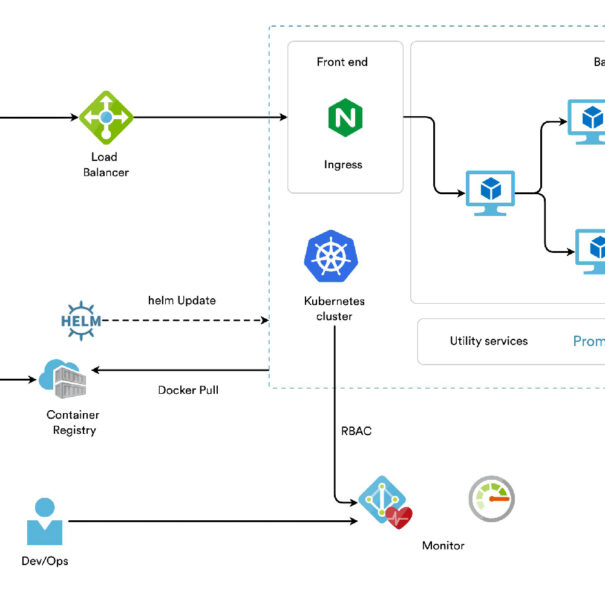 Front end
Ba
N
Load
Balancer
Ingress
Kubernetes
cluster
helm Update
HELM
Utility services
Prom
Docker Pull
Container
Registry
RBAC
Monitor
Dev/Ops